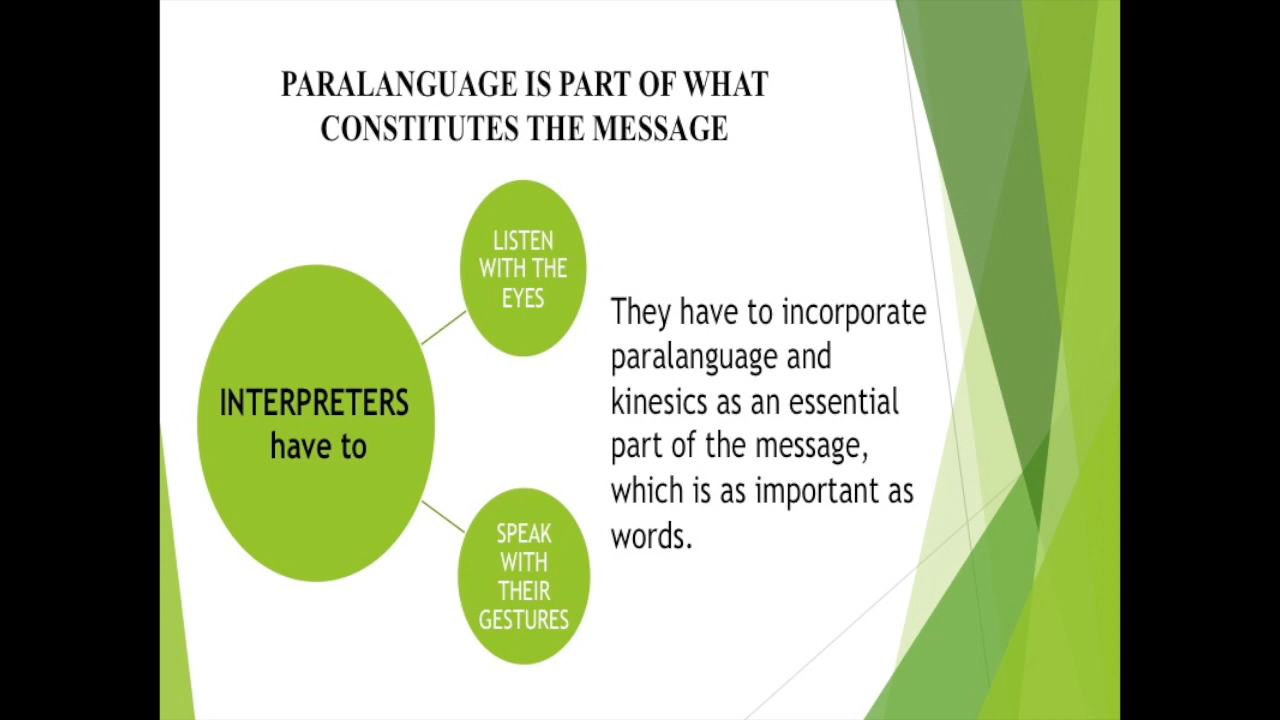 PARALANGUAGE IS PART OF WHAT
CONSTITUTES THE MESSAGE
INTERPRETERS
have to
LISTEN
WITH THE
EYES
SPEAK
WITH
THEIR
GESTURES
They have to incorporate
paralanguage and
kinesics as an essential
part of the message,
which is as important as
words.